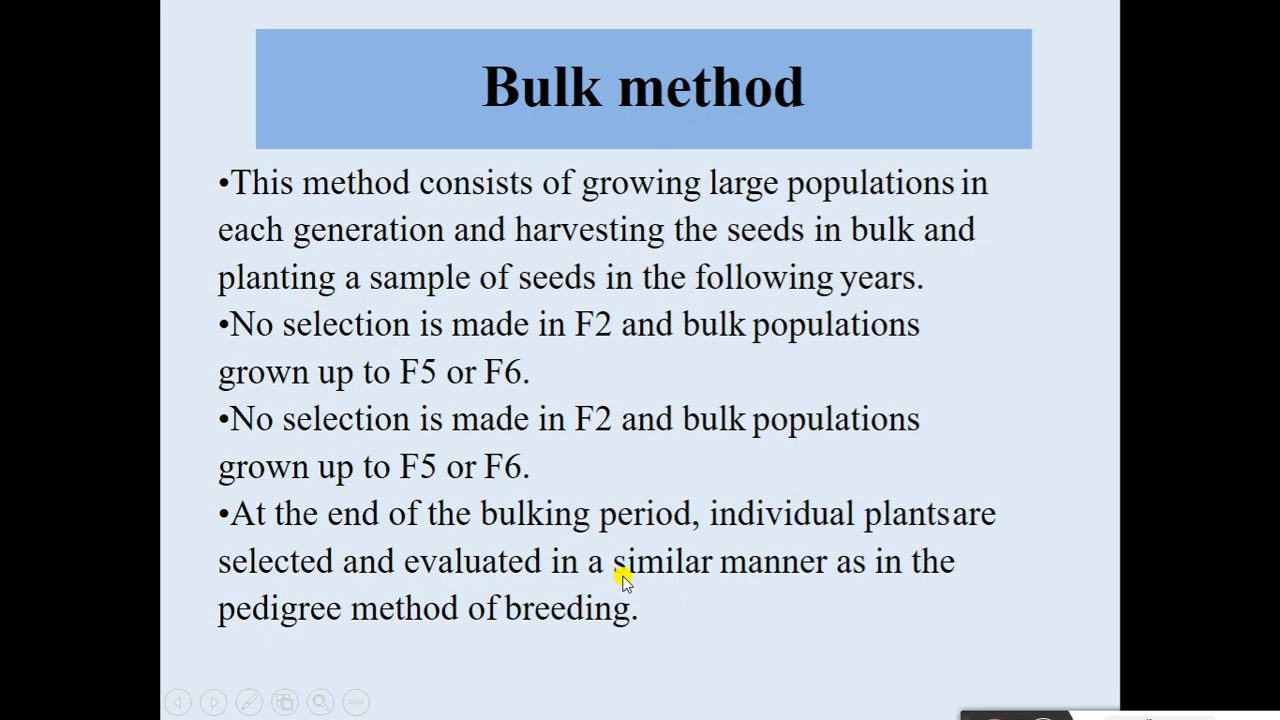 Bulk method
•This method consists of growing large populations in
each generation and harvesting the seeds in bulk and
planting a sample of seeds in the following years.
•No selection is made in F2 and bulk populations
grown up to F5 or F6.
•No selection is made in F2 and bulk populations
grown up to F5 or F6.
•At the end of the bulking period, individual plants are
selected and evaluated in a similar manner as in the
pedigree method of breeding.